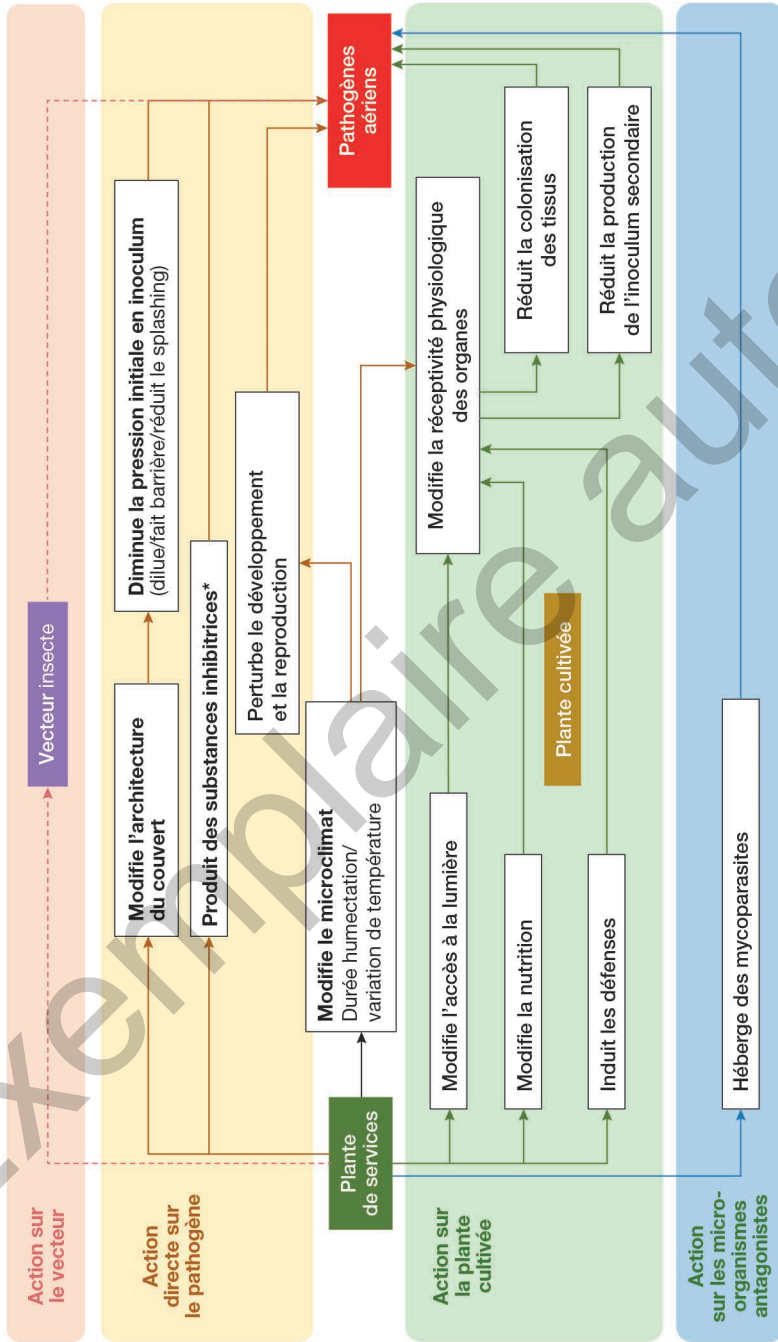 Action sur
le vecteur
Vecteur insecte
Action
directe sur
le pathogène
Modifie l'architecture
du couvert
Diminue la pression initiale en inoculum
(dilue/fait barrière/réduit le splashing)
Produit des substances inhibitrices*
Perturbe le développement
et la reproduction
Modifie le microclimat
Durée humectation/
variation de température
Plante
de services
Pathogènes
aériens
Action sur
la plante
cultivée
Modifie l'accès à la lumière
Modifie la réceptivité physiologique
des organes
Modifie la nutrition
Plante cultivée
Réduit la colonisation
des tissus
Induit les défenses
Réduit la production
de l'inoculum secondaire
Action
sur les micro-
organismes
antagonistes
Héberge des mycoparasites